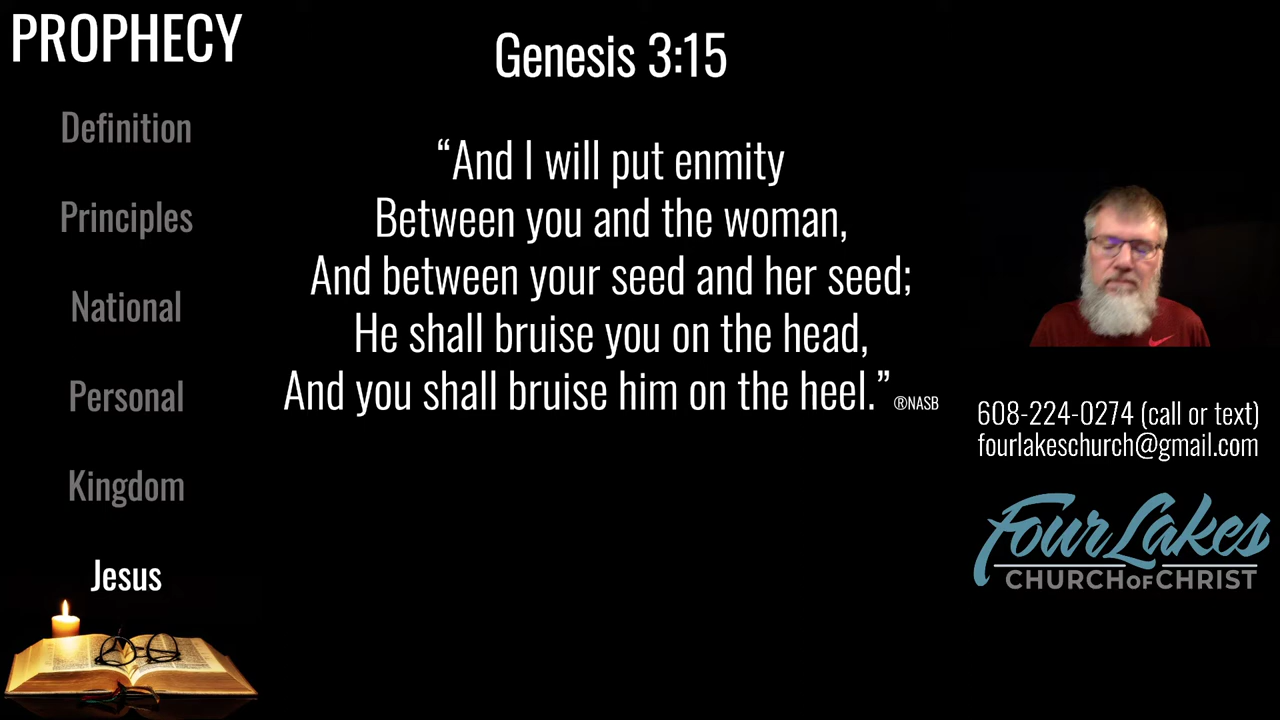 PROPHECY
Definition
Principles
National
Personal
Kingdom
Jesus
Genesis 3:15
“And I will put enmity
Between you and the woman,
And between your seed and her seed;
He shall bruise you on the head,
And you shall bruise him on the heel.” ®NASB
608-224-0274 (call or text)
fourlakeschurch@gmail.com
Four Lakes
CHURCH OF CHRIST